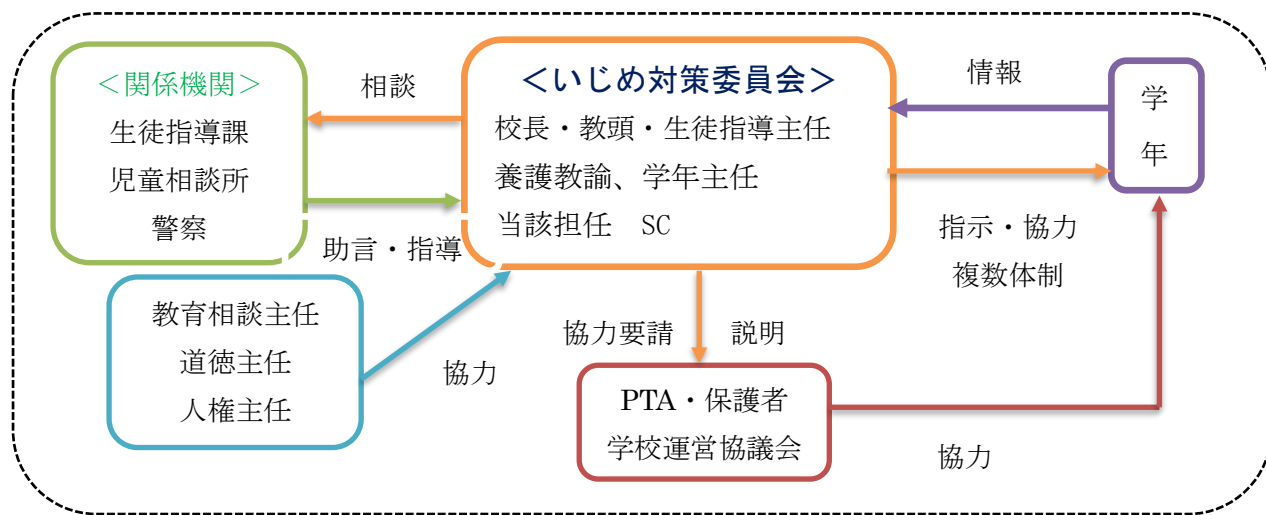 ＜関係機関＞
生徒指導課
児童相談所
警察
相談
助言・指導
＜いじめ対策委員会＞
校長・教頭・生徒指導主任
養護教諭、学年主任
当該担任　SC
情報
指示・協力
複数体制
学
年
教育相談主任
道徳主任
人権主任
協力
協力要請　説明
PTA・保護者
学校運営協議会
協力